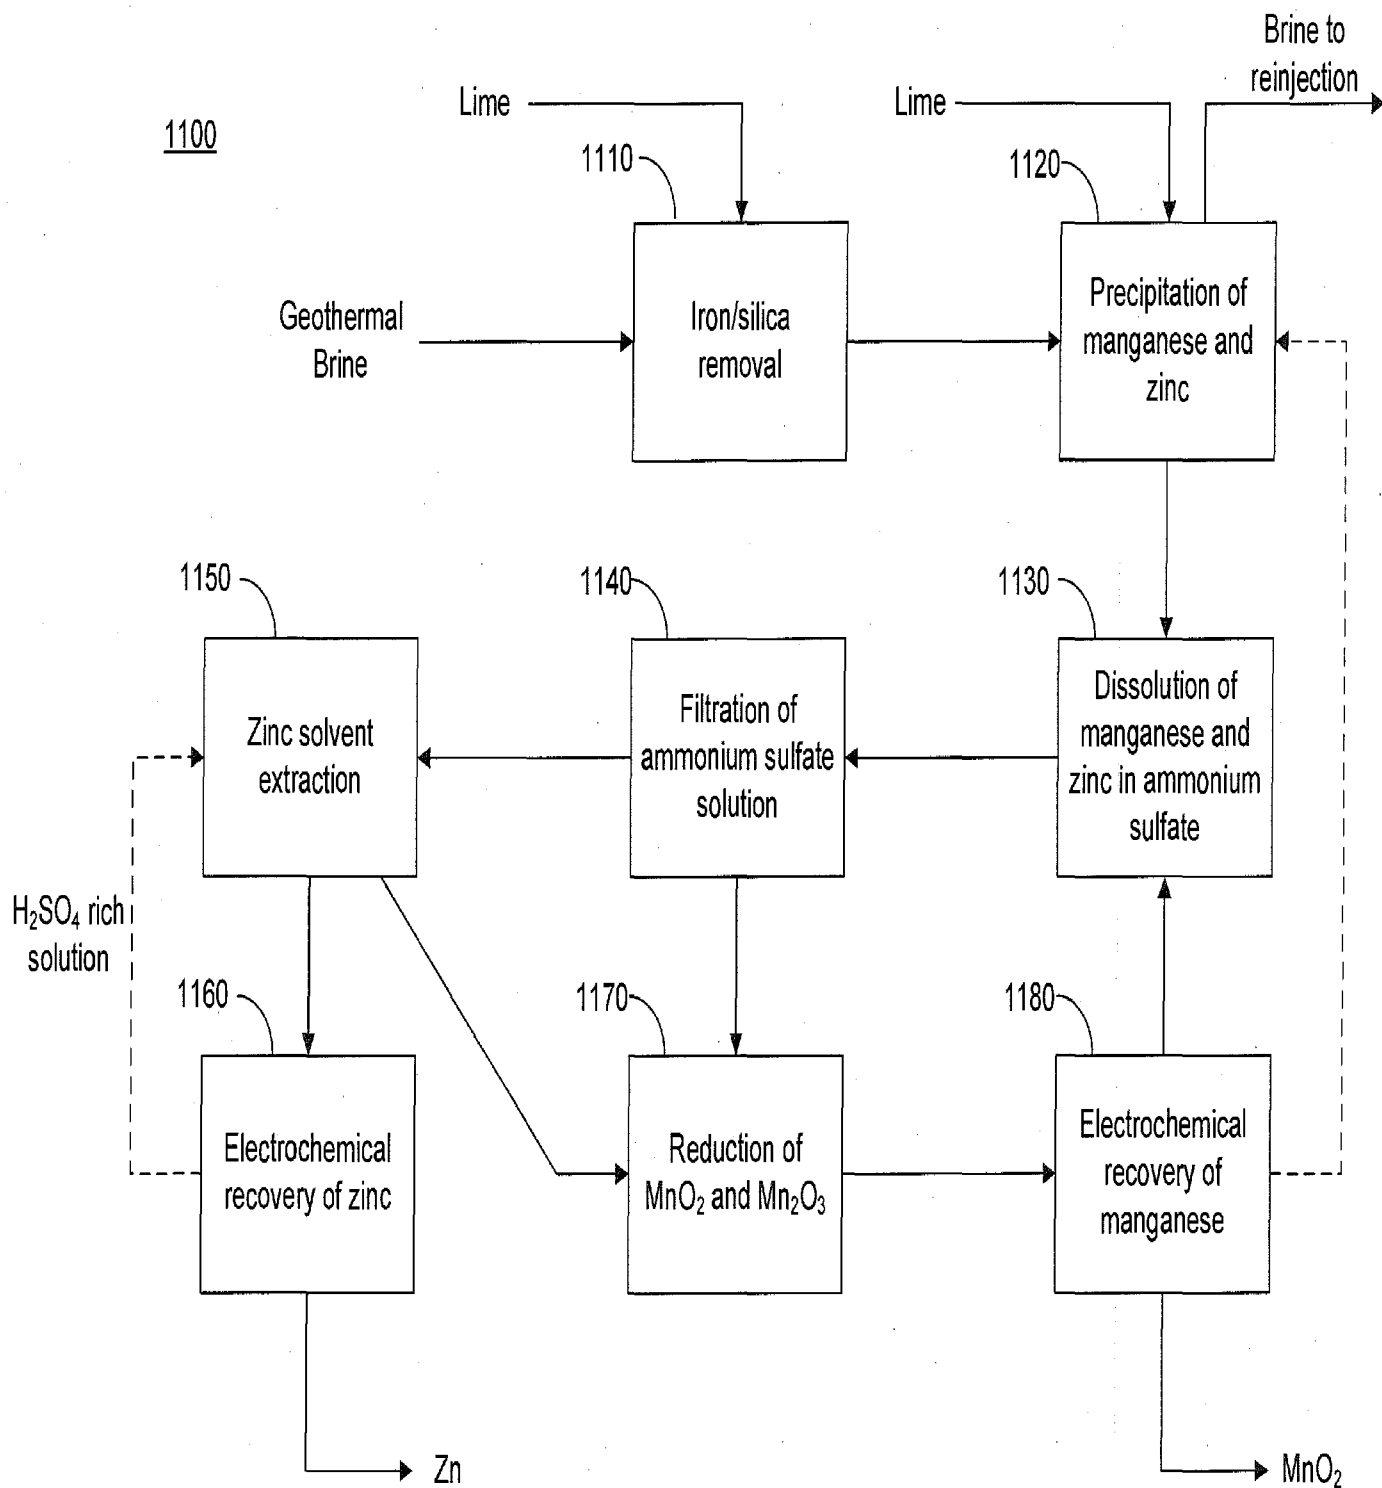 Brine to
reinjection
Lime
Lime
1100
1110
1120
Geothermal
Brine
Iron/silica
removal
Precipitation of
manganese and
zinc
1150
1140
1130
Zinc solvent
extraction
Filtration of
ammonium sulfate
solution
Dissolution of
manganese and
zinc in ammonium
sulfate
H₂SO₄ rich
solution
1160
1170
1180
Electrochemical
recovery of zinc
Reduction of
MnO₂ and Mn₂O₃
Electrochemical
recovery of
manganese
Zn
MnO₂